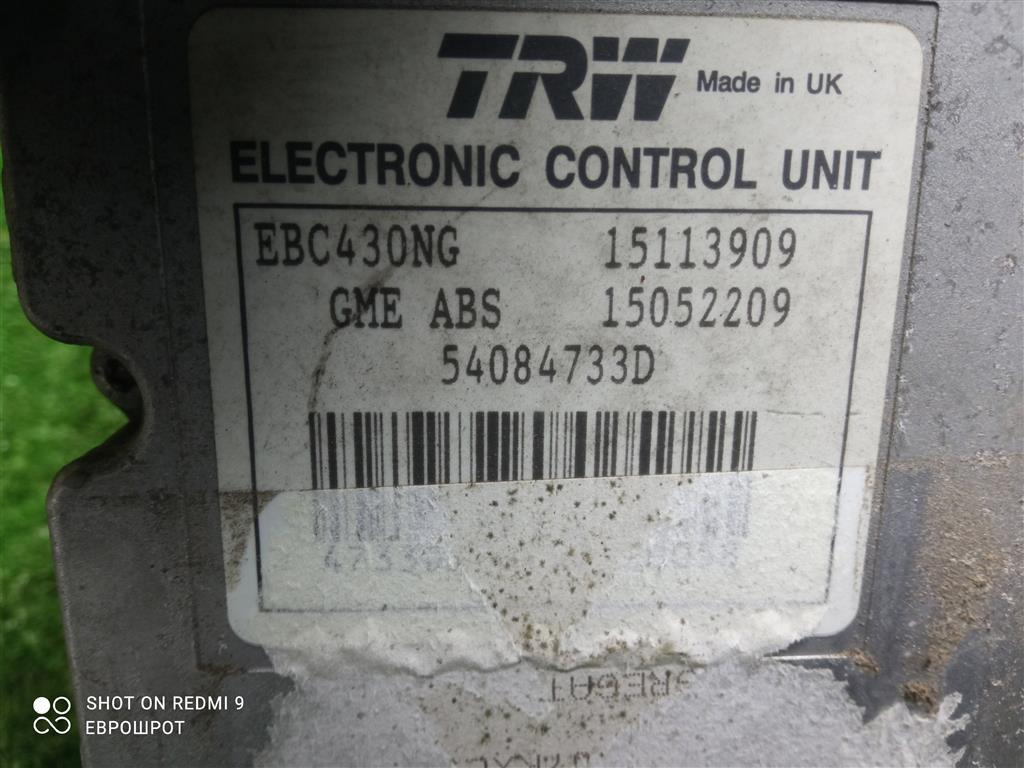 TRW Made in UK
ELECTRONIC CONTROL UNIT
EBC430NG 15113909
GME ABS 15052209
54084733D
SHOT ON REDMI 9
ЕВРОШРОТ